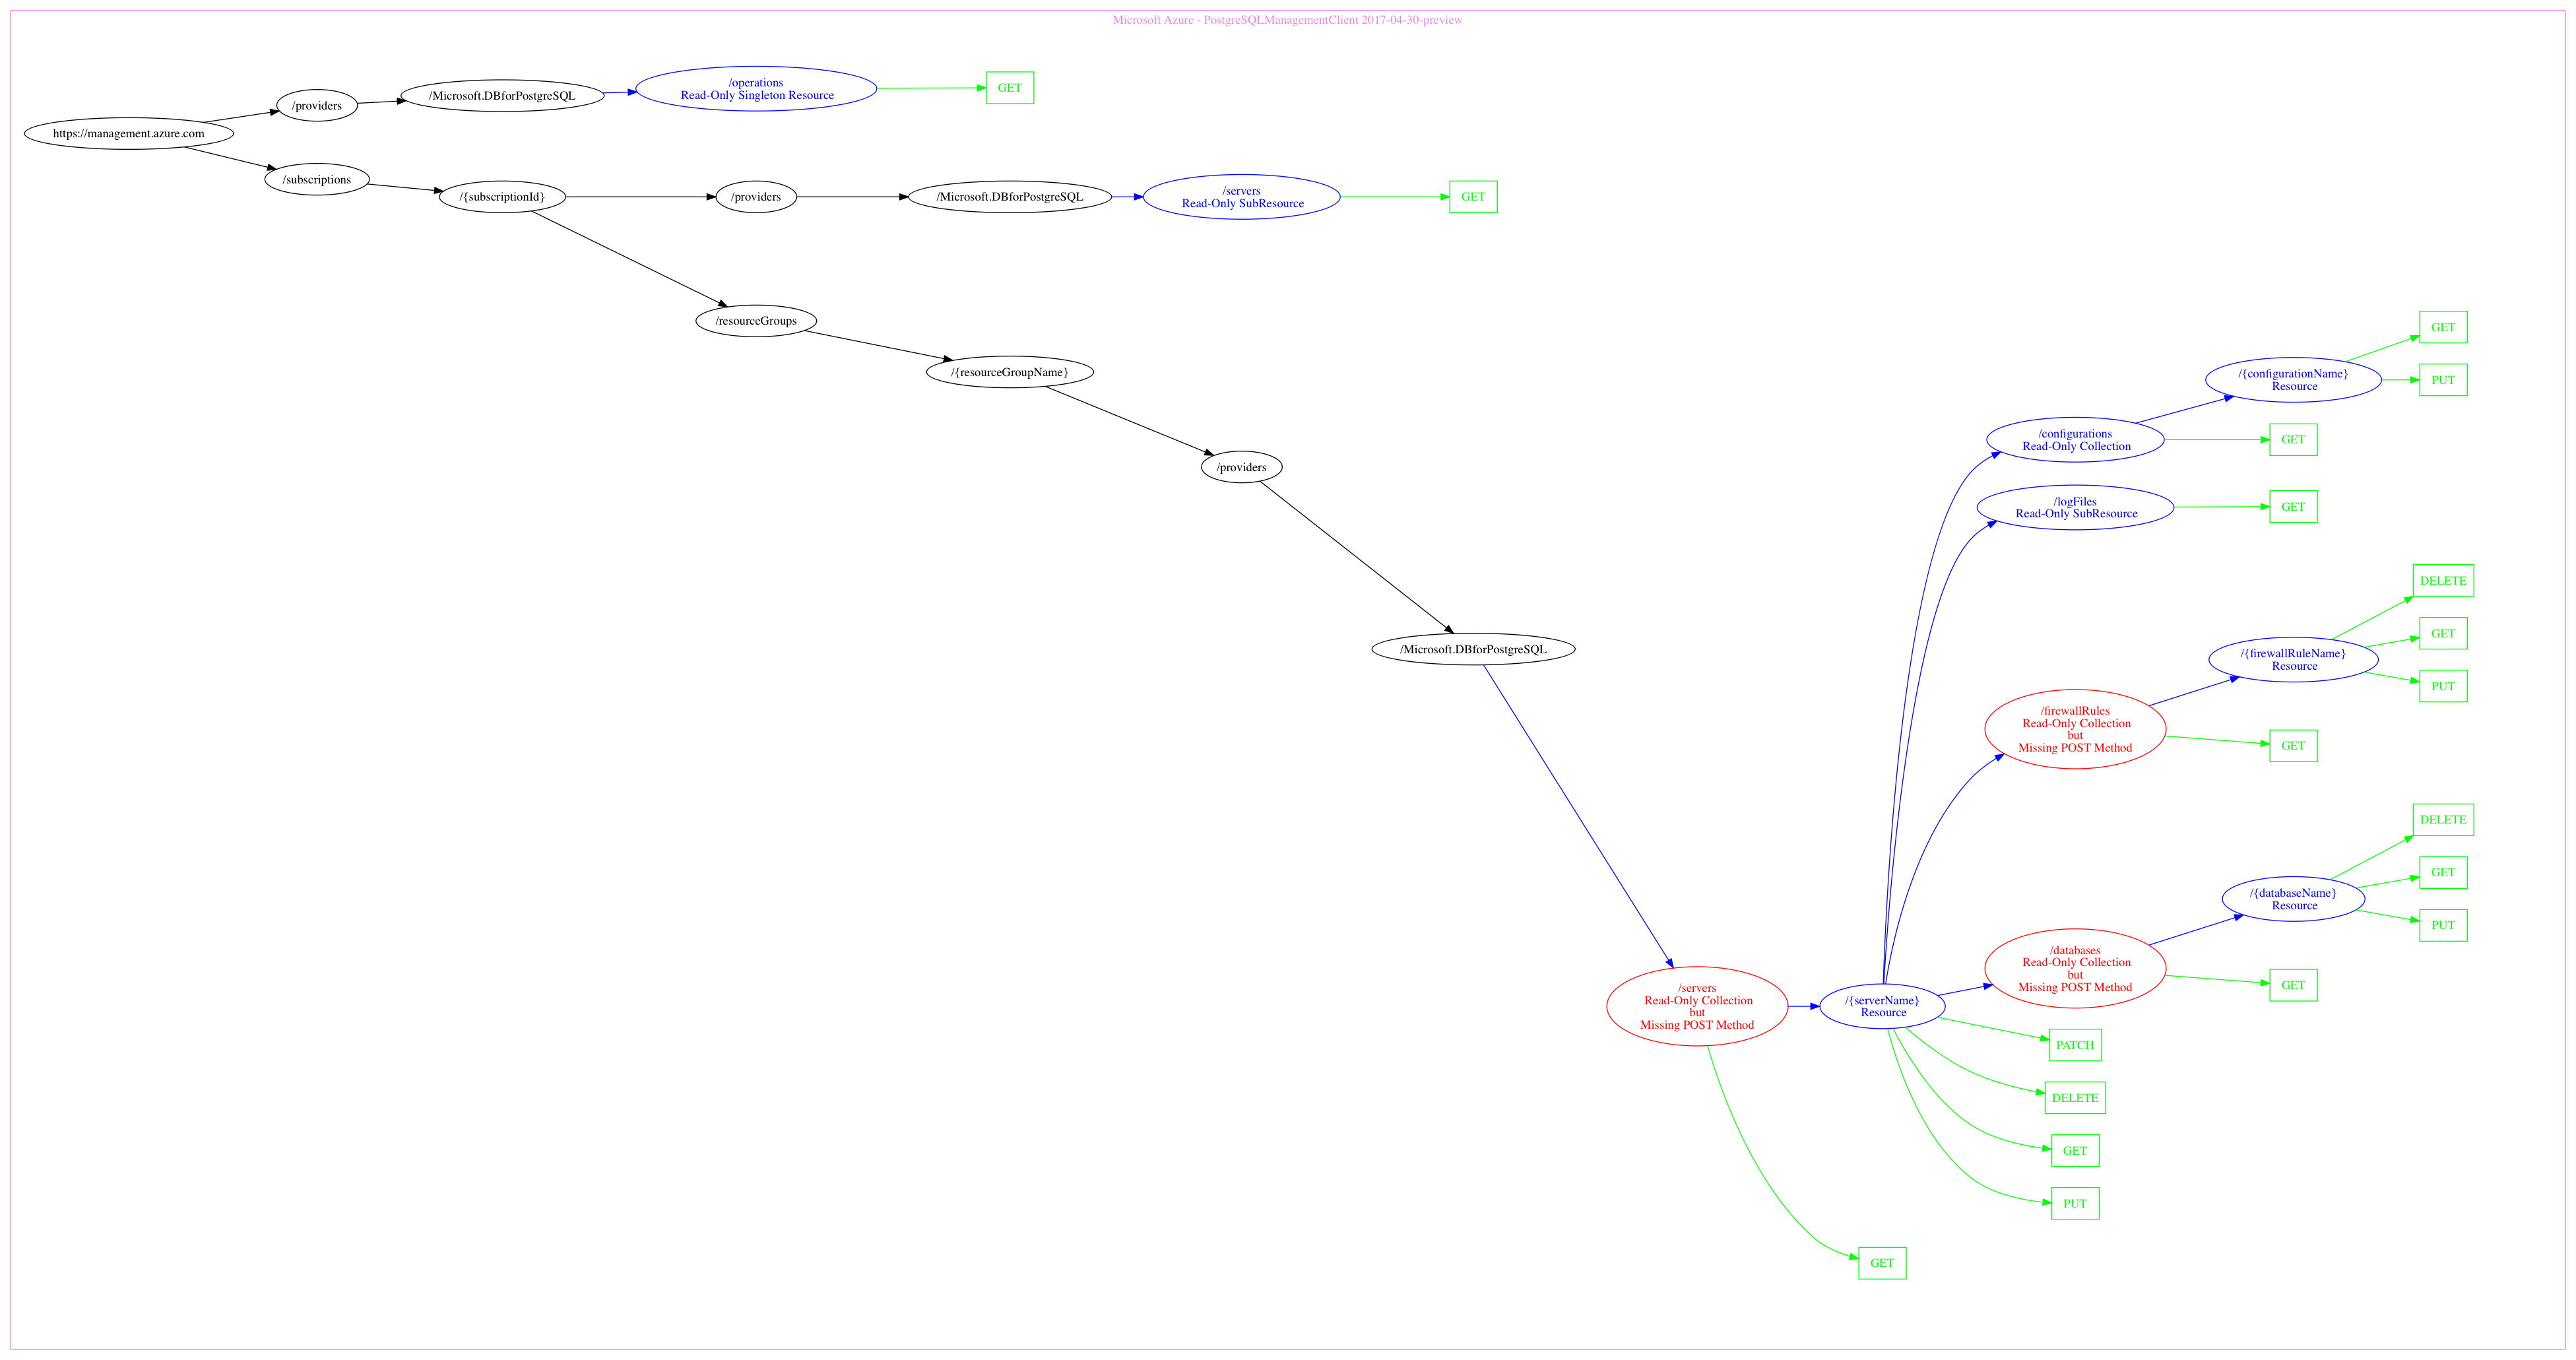 Microsoft Azure - PostgreSQLManagementClient 2017-04-30-preview
https://management.azure.com
/providers
/Microsoft.DBforPostgreSQL
/operations
Read-Only Singleton Resource
GET
/subscriptions
/{subscriptionId}
/providers
/Microsoft.DBforPostgreSQL
/servers
Read-Only SubResource
GET
/resourceGroups
/{resourceGroupName}
/providers
/Microsoft.DBforPostgreSQL
/servers
Read-Only Collection
but
Missing POST Method
GET
/{serverName}
Resource
/configurations
Read-Only Collection
/{configurationName}
Resource
GET
PUT
GET
/logFiles
Read-Only SubResource
GET
/firewallRules
Read-Only Collection
but
Missing POST Method
/{firewallRuleName}
Resource
DELETE
GET
PUT
GET
/databases
Read-Only Collection
but
Missing POST Method
/{databaseName}
Resource
DELETE
GET
PUT
GET
PATCH
DELETE
GET
PUT